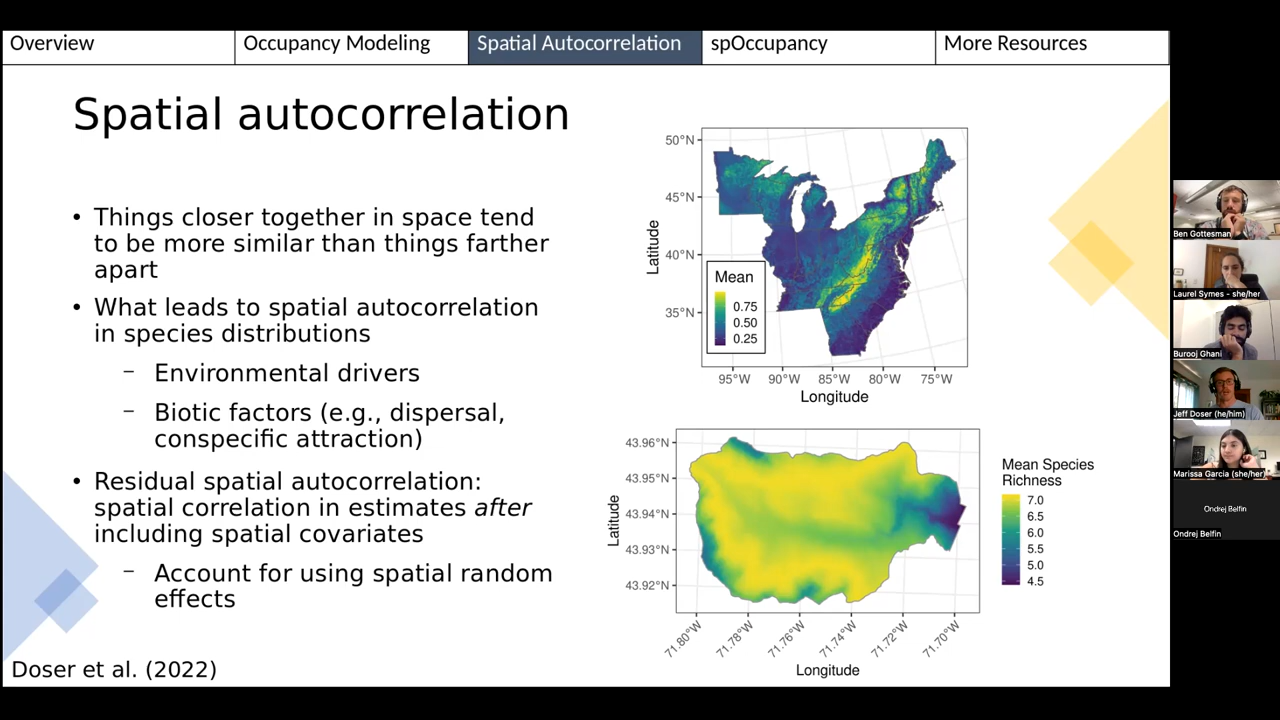 Overview
Occupancy Modeling
Spatial Autocorrelation
spOccupancy
More Resources
Spatial autocorrelation
• Things closer together in space tend
to be more similar than things farther
apart
• What leads to spatial autocorrelation
in species distributions
– Environmental drivers
– Biotic factors (e.g., dispersal,
conspecific attraction)
• Residual spatial autocorrelation:
spatial correlation in estimates after
including spatial covariates
– Account for using spatial random
effects
Doser et al. (2022)
50°N
45°N
40°N
35°N
Latitude
Mean
0.75
0.50
0.25
95°W
90°W
85°W
80°W
75°W
Longitude
43.96°N
43.95°N
43.94°N
43.93°N
43.92°N
Latitude
71.80°W
71.78°W
71.76°W
71.74°W
71.72°W
71.70°W
Longitude
Mean Species
Richness
7.0
6.5
6.0
5.5
5.0
4.5
Ben Gottesman
Laurel Symes - she/her
Burooj Ghani
Jeff Doser (he/him)
Marissa Garcia (she/her)
Ondrej Belfin
Ondrej Belfin